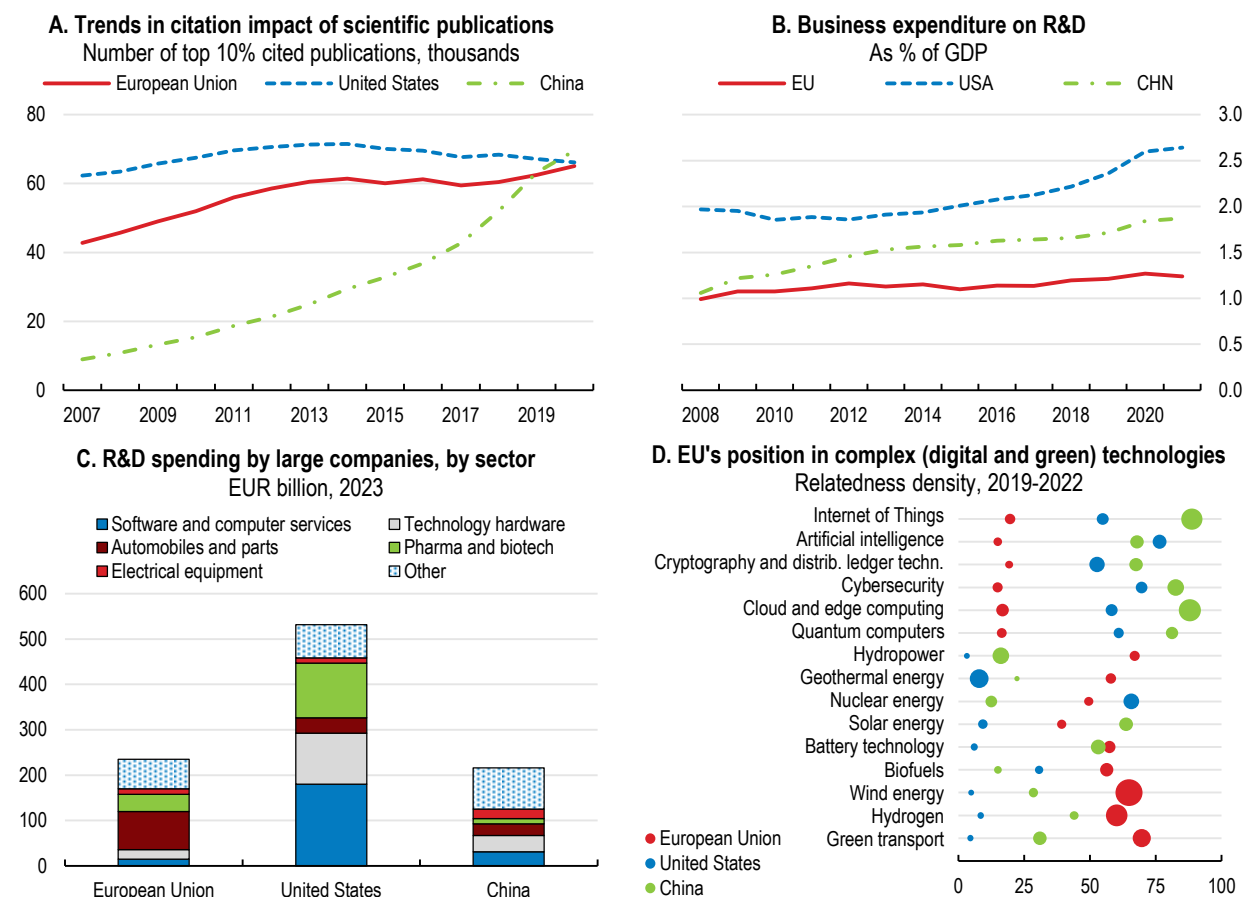 A. Trends in citation impact of scientific publications
Number of top 10% cited publications, thousands
European Union United States China
80
60
40
20
0
2007 2009 2011 2013 2015 2017 2019
B. Business expenditure on R&D
As % of GDP
EU USA CHN
3.0
2.5
2.0
1.5
1.0
0.5
0.0
2008 2010 2012 2014 2016 2018 2020
C. R&D spending by large companies, by sector
EUR billion, 2023
Software and computer services Technology hardware
Automobiles and parts Pharma and biotech
Electrical equipment Other
600
500
400
300
200
100
0
European Union United States China
D. EU's position in complex (digital and green) technologies
Relatedness density, 2019-2022
Internet of Things
Artificial intelligence
Cryptography and distrib. ledger techn.
Cybersecurity
Cloud and edge computing
Quantum computers
Hydropower
Geothermal energy
Nuclear energy
Solar energy
Battery technology
Biofuels
Wind energy
Hydrogen
Green transport
European Union
United States
China
0 25 50 75 100